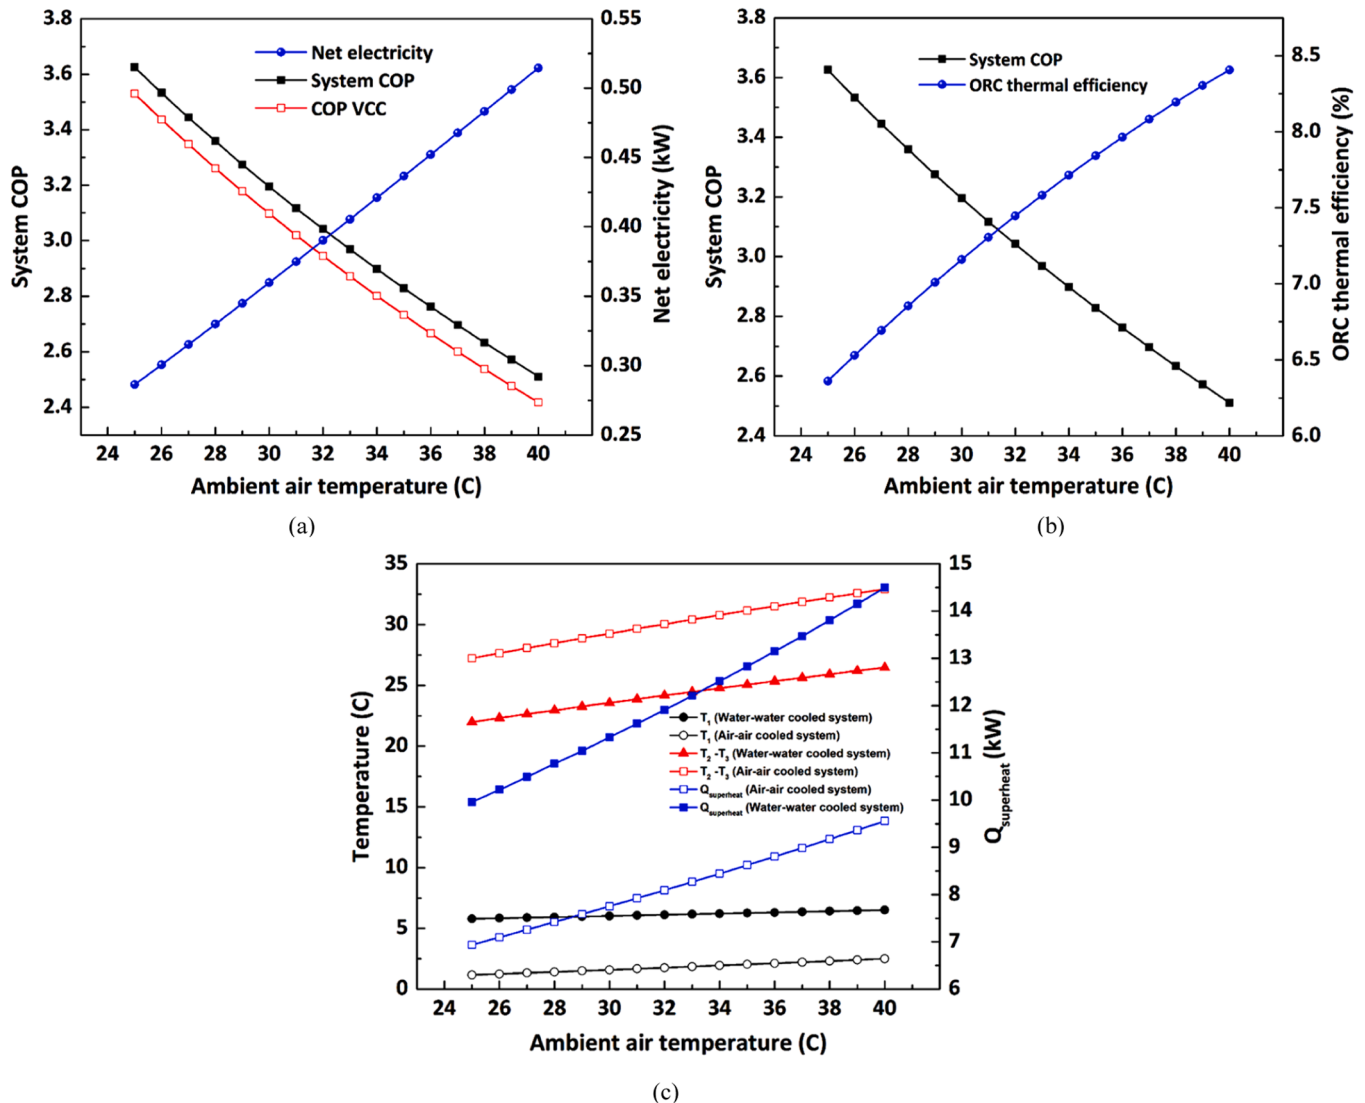 3.8
3.6
3.4
3.2
3.0
2.8
2.6
2.4
System COP
Net electricity
System COP
COP VCC
0.55
0.50
0.45
0.40
0.35
0.30
0.25
Net electricity (kW)
24 26 28 30 32 34 36 38 40
Ambient air temperature (C)
(a)
3.8
3.6
3.4
3.2
3.0
2.8
2.6
2.4
System COP
System COP
ORC thermal efficiency
8.5
8.0
7.5
7.0
6.5
6.0
ORC thermal efficiency (%)
24 26 28 30 32 34 36 38 40
Ambient air temperature (C)
(b)
35
30
25
20
15
10
5
0
Temperature (C)
T1 (Water-water cooled system)
T1 (Air-air cooled system)
T2 -T3 (Water-water cooled system)
T2 -T3 (Air-air cooled system)
Qsuperheat (Air-air cooled system)
Qsuperheat (Water-water cooled system)
15
14
13
12
11
10
9
8
7
6
Qsuperheat (kW)
24 26 28 30 32 34 36 38 40
Ambient air temperature (C)
(c)